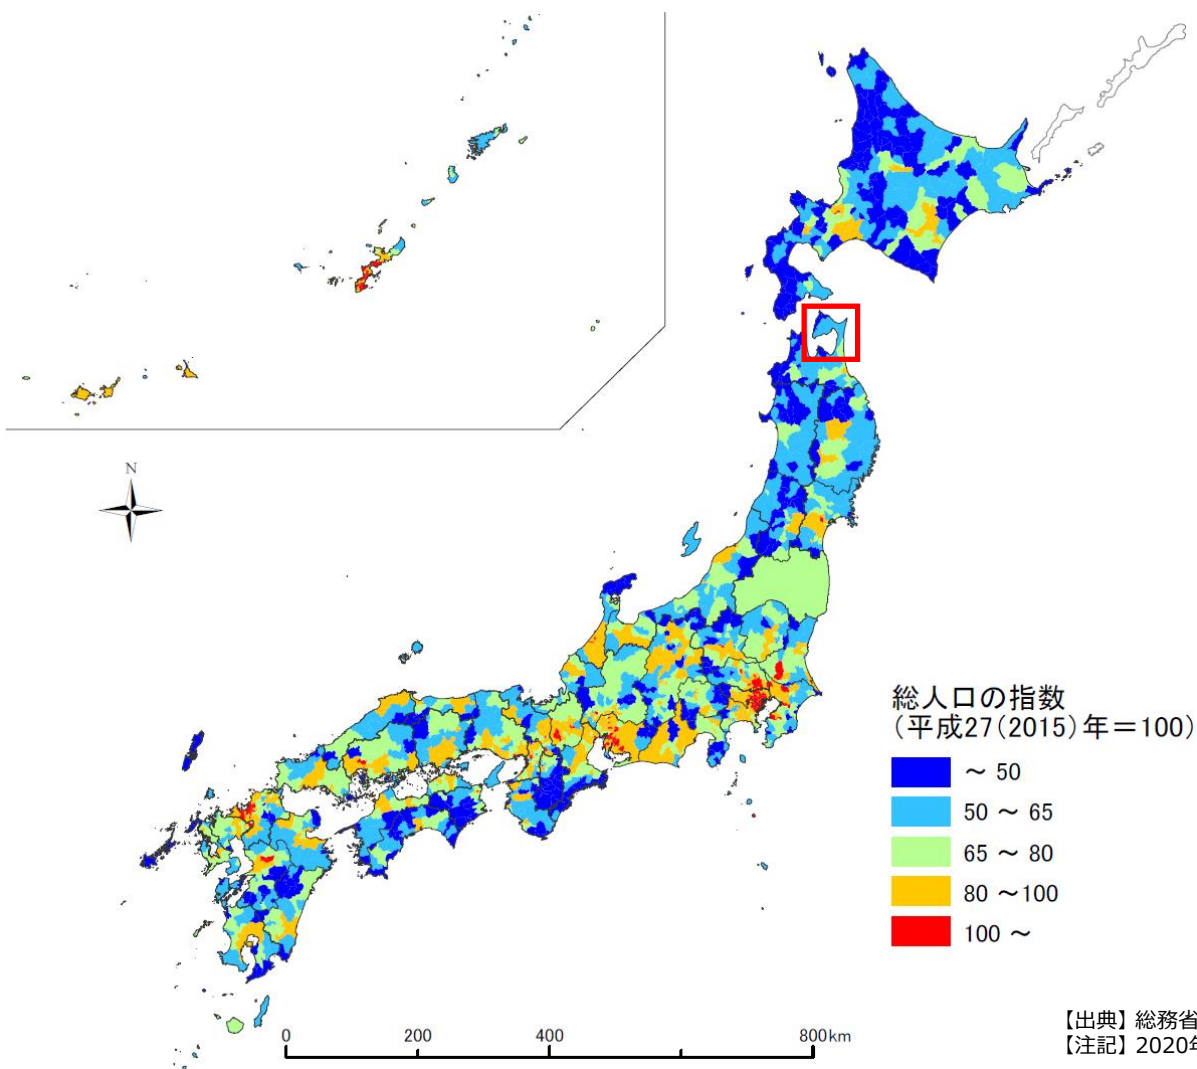 N
総人口の指数
(平成27(2015)年=100)
~ 50
50 ~ 65
65 ~ 80
80 ~100
100 ~
0 200 400 800km
【出典】総務省
【注記】2020年